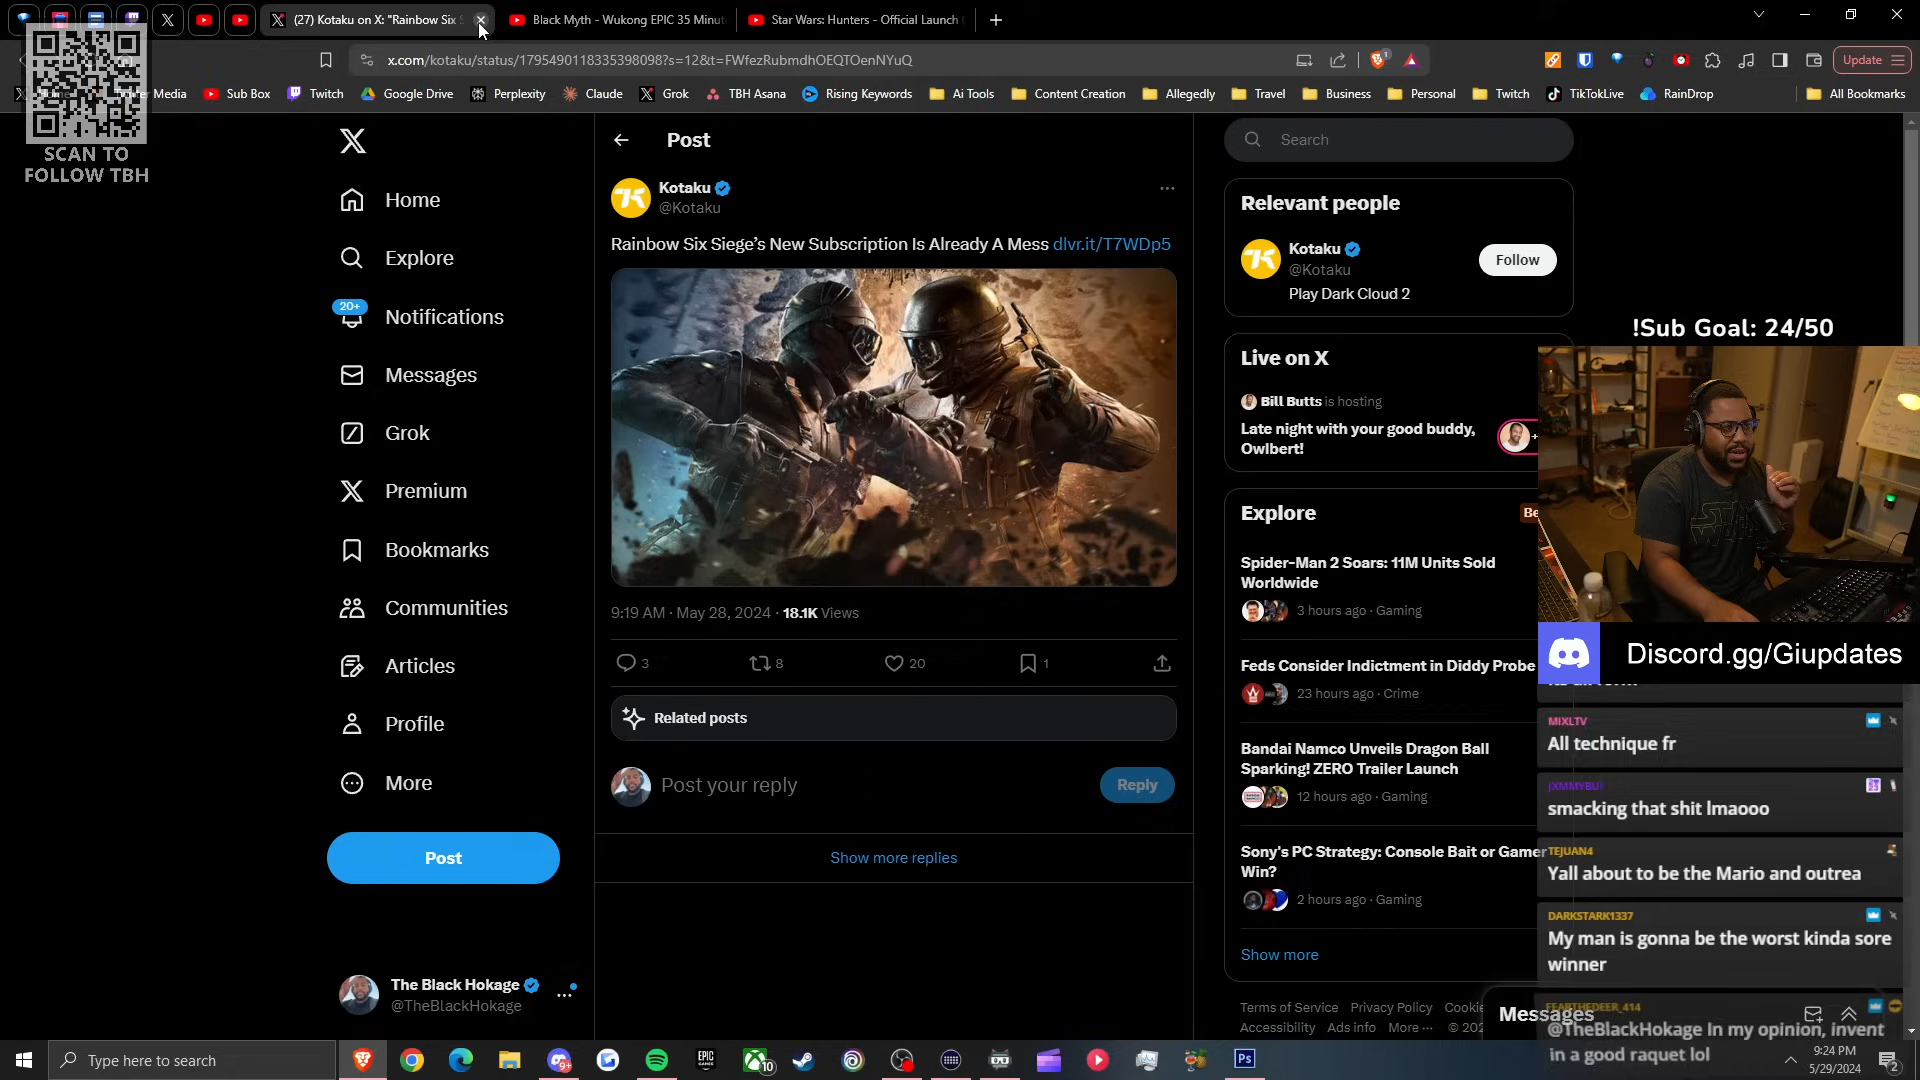 (27) Kotaku on X: "Rainbow Six
Black Myth - Wukong EPIC 35 Minut
Star Wars: Hunters - Official Launch
x.com/kotaku/status/1795490118335398098?s=12&t=FWfezRubmdhOEQTOenNYuQ
Update
Media
Sub Box
Twitch
Google Drive
Perplexity
Claude
Grok
TBH Asana
Rising Keywords
Ai Tools
Content Creation
Allegedly
Travel
Business
Personal
Twitch
TikTokLive
RainDrop
All Bookmarks
SCAN TO
FOLLOW TBH
Home
Explore
20+
Notifications
Messages
Grok
Premium
Bookmarks
Communities
Articles
Profile
More
Post
The Black Hokage
@TheBlackHokage
Post
Kotaku
@Kotaku
Rainbow Six Siege's New Subscription Is Already A Mess dlvr.it/T7WDp5
9:19 AM · May 28, 2024 · 18.1K Views
3
8
20
1
Related posts
Post your reply
Reply
Show more replies
Search
Relevant people
Kotaku
@Kotaku
Follow
Play Dark Cloud 2
Live on X
Bill Butts is hosting
Late night with your good buddy,
Owlbert!
Explore
Be
Spider-Man 2 Soars: 11M Units Sold
Worldwide
3 hours ago · Gaming
Feds Consider Indictment in Diddy Probe
23 hours ago · Crime
Bandai Namco Unveils Dragon Ball
Sparking! ZERO Trailer Launch
12 hours ago · Gaming
Sony's PC Strategy: Console Bait or Gamer
Win?
2 hours ago · Gaming
Show more
Terms of Service Privacy Policy Cookie
Accessibility Ads info More ··· © 202
Messages
!Sub Goal: 24/50
Discord.gg/Giupdates
MIXLTV
All technique fr
smacking that shit lmaooo
TEJUAN4
Yall about to be the Mario and outrea
DARKSTARK1337
My man is gonna be the worst kinda sore
winner
FEARTHEDEER_414
@TheBlackHokage In my opinion, invent
in a good raquet lol
Type here to search
9+
EPIC
GAMES
10
Ps
9:24 PM
5/29/2024
2